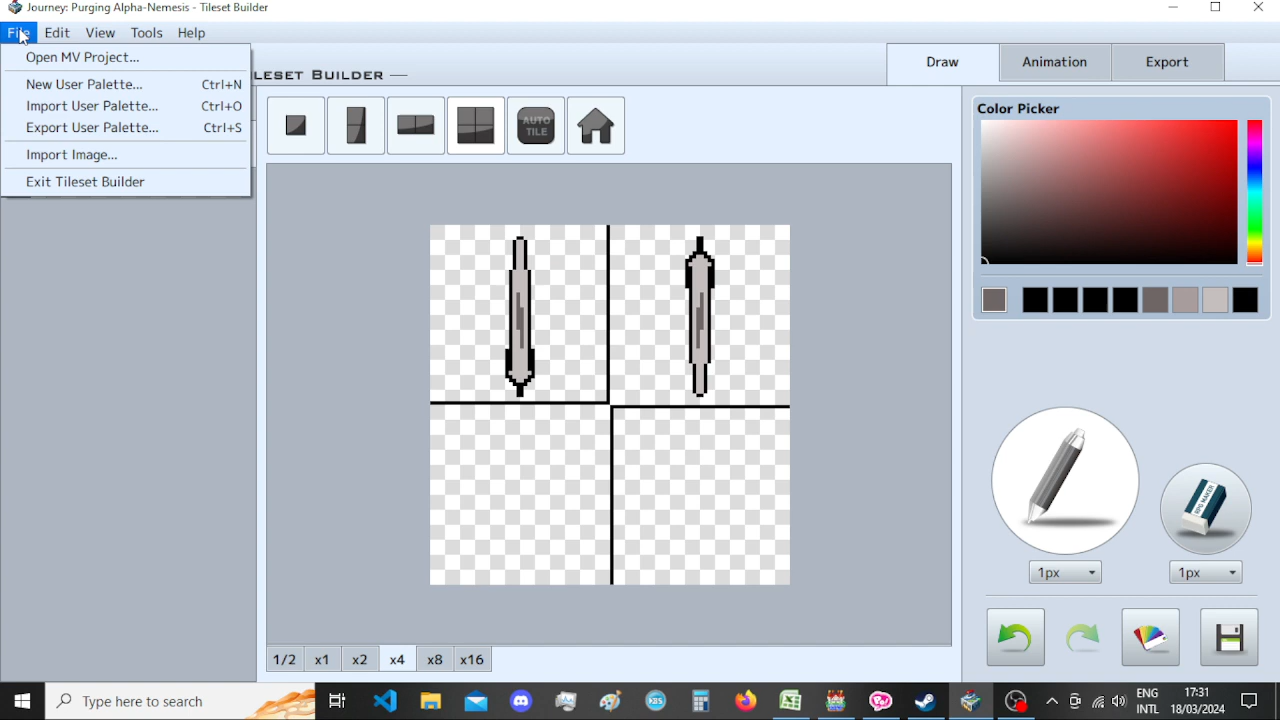 Journey: Purging Alpha-Nemesis - Tileset Builder
File Edit View Tools Help
Open MV Project...
New User Palette... Ctrl+N
Import User Palette... Ctrl+O
Export User Palette... Ctrl+S
Import Image...
Exit Tileset Builder
LESET BUILDER
Draw Animation Export
AUTO TILE
Color Picker
RPG MAKER
1px 1px
1/2 x1 x2 x4 x8 x16
Type here to search
ENG
INTL
17:31
18/03/2024